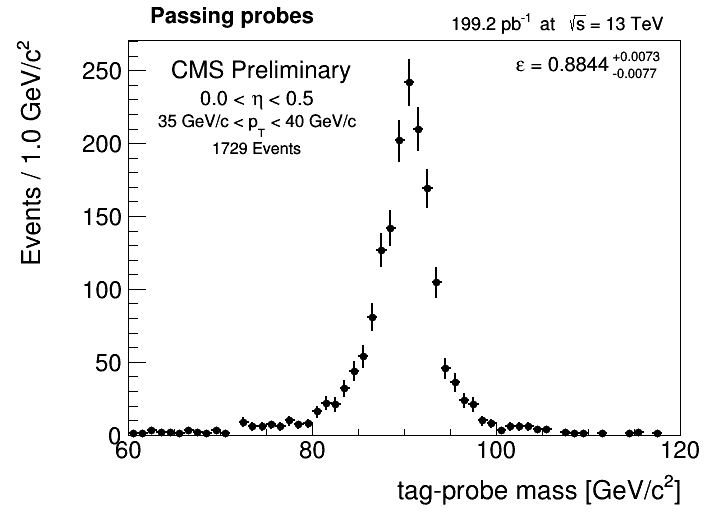 Passing probes
199.2 pb⁻¹ at √s = 13 TeV
CMS Preliminary
ε = 0.8844 +0.0073 -0.0077
0.0 < η < 0.5
35 GeV/c < p_T < 40 GeV/c
1729 Events
Events / 1.0 GeV/c²
250
200
150
100
50
0
60 80 100 120
tag-probe mass [GeV/c²]